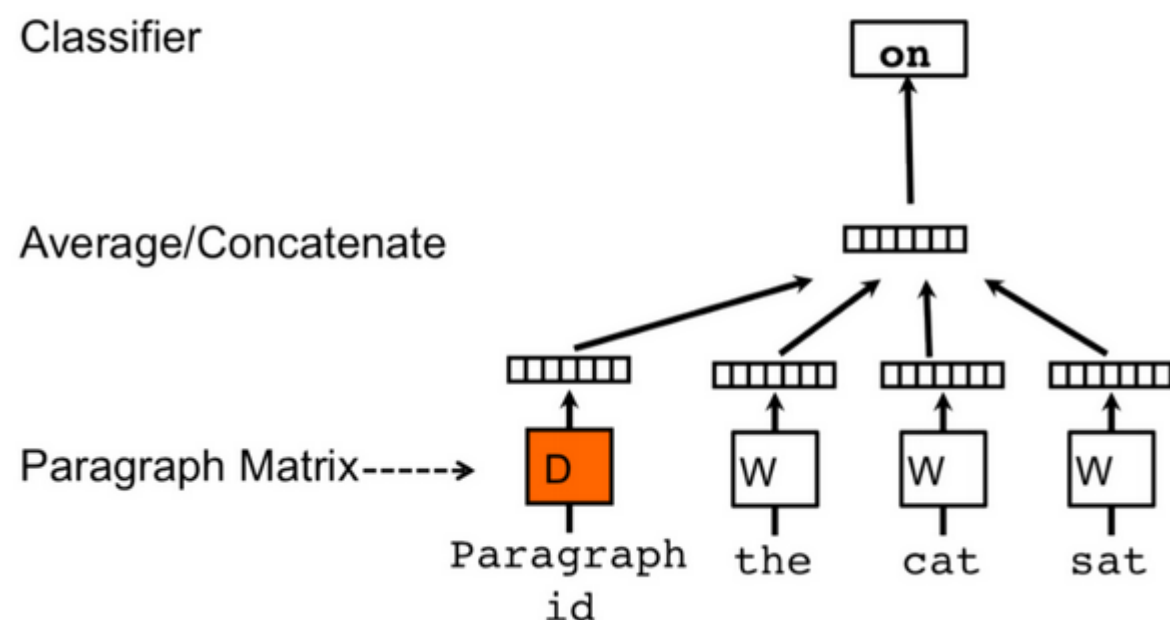 Classifier
on
Average/Concatenate
Paragraph Matrix
D
W
W
W
Paragraph
id
the
cat
sat